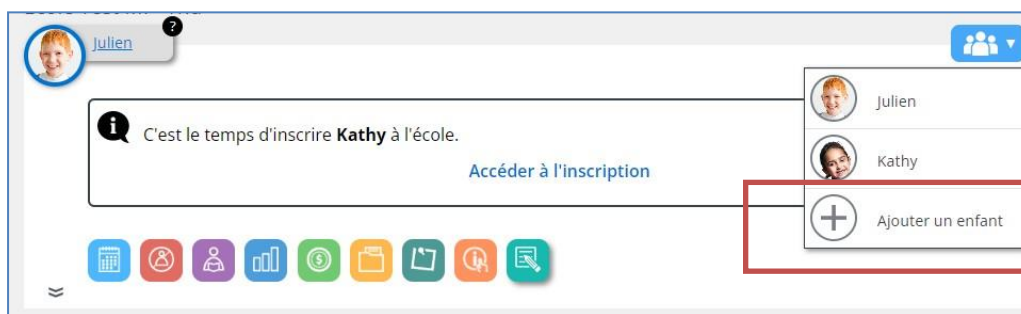 Julien
?
C'est le temps d'inscrire Kathy à l'école.
Accéder à l'inscription
Julien
Kathy
Ajouter un enfant